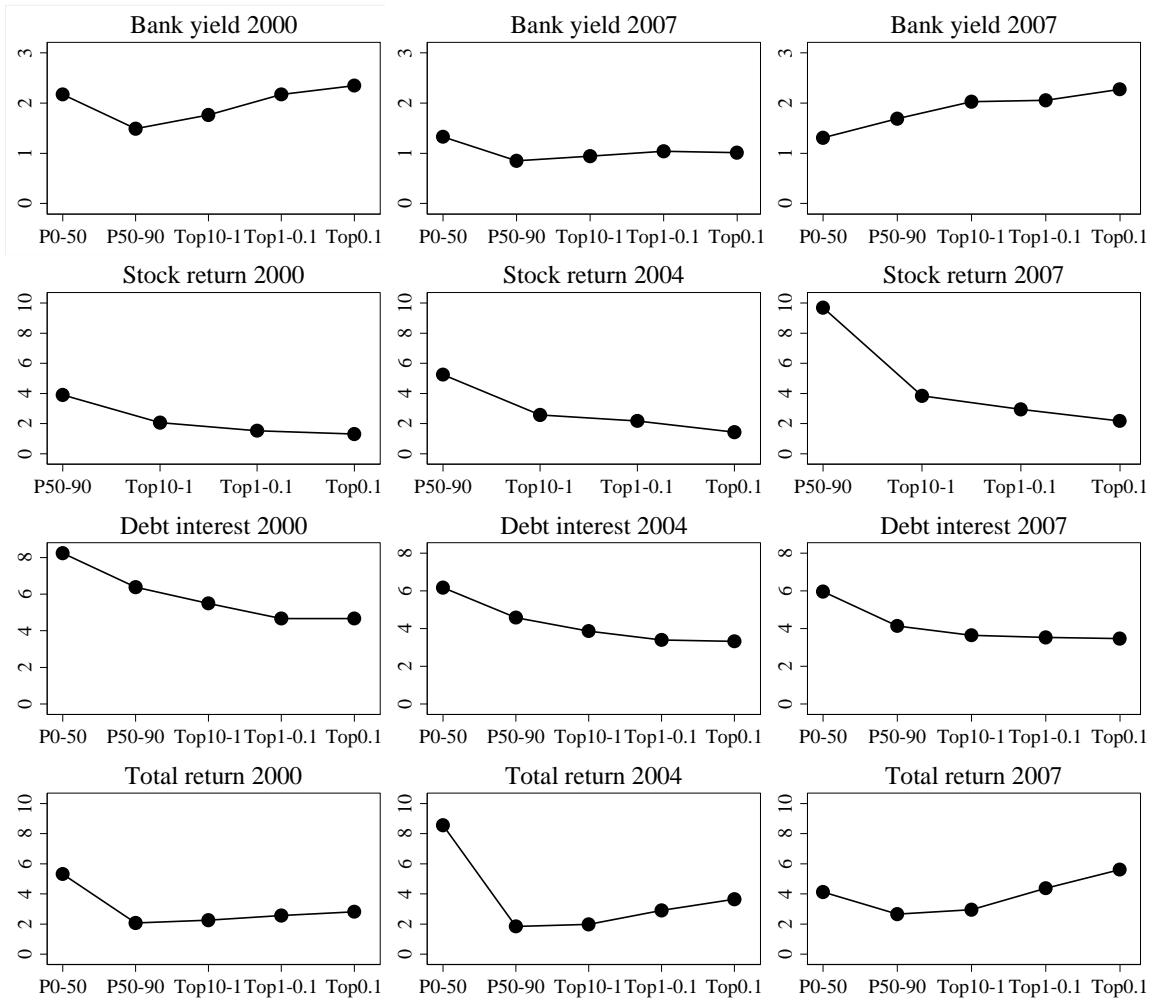 Bank yield 2000 Bank yield 2007 Bank yield 2007
3 3 3
2 2 2
1 1 1
0 0 0
P0-50 P50-90 Top10-1 Top1-0.1 Top0.1 P0-50 P50-90 Top10-1 Top1-0.1 Top0.1 P0-50 P50-90 Top10-1 Top1-0.1 Top0.1
Stock return 2000 Stock return 2004 Stock return 2007
10 10 10
8 8 8
6 6 6
4 4 4
2 2 2
0 0 0
P50-90 Top10-1 Top1-0.1 Top0.1 P50-90 Top10-1 Top1-0.1 Top0.1 P50-90 Top10-1 Top1-0.1 Top0.1
Debt interest 2000 Debt interest 2004 Debt interest 2007
8 8 8
6 6 6
4 4 4
2 2 2
0 0 0
P0-50 P50-90 Top10-1 Top1-0.1 Top0.1 P0-50 P50-90 Top10-1 Top1-0.1 Top0.1 P0-50 P50-90 Top10-1 Top1-0.1 Top0.1
Total return 2000 Total return 2004 Total return 2007
10 10 10
8 8 8
6 6 6
4 4 4
2 2 2
0 0 0
P0-50 P50-90 Top10-1 Top1-0.1 Top0.1 P0-50 P50-90 Top10-1 Top1-0.1 Top0.1 P0-50 P50-90 Top10-1 Top1-0.1 Top0.1